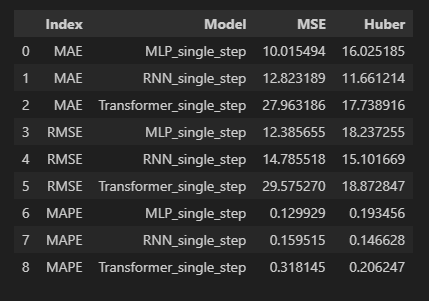 Index Model MSE Huber
0 MAE MLP_single_step 10.015494 16.025185
1 MAE RNN_single_step 12.823189 11.661214
2 MAE Transformer_single_step 27.963186 17.738916
3 RMSE MLP_single_step 12.385655 18.237255
4 RMSE RNN_single_step 14.785518 15.101669
5 RMSE Transformer_single_step 29.575270 18.872847
6 MAPE MLP_single_step 0.129929 0.193456
7 MAPE RNN_single_step 0.159515 0.146628
8 MAPE Transformer_single_step 0.318145 0.206247